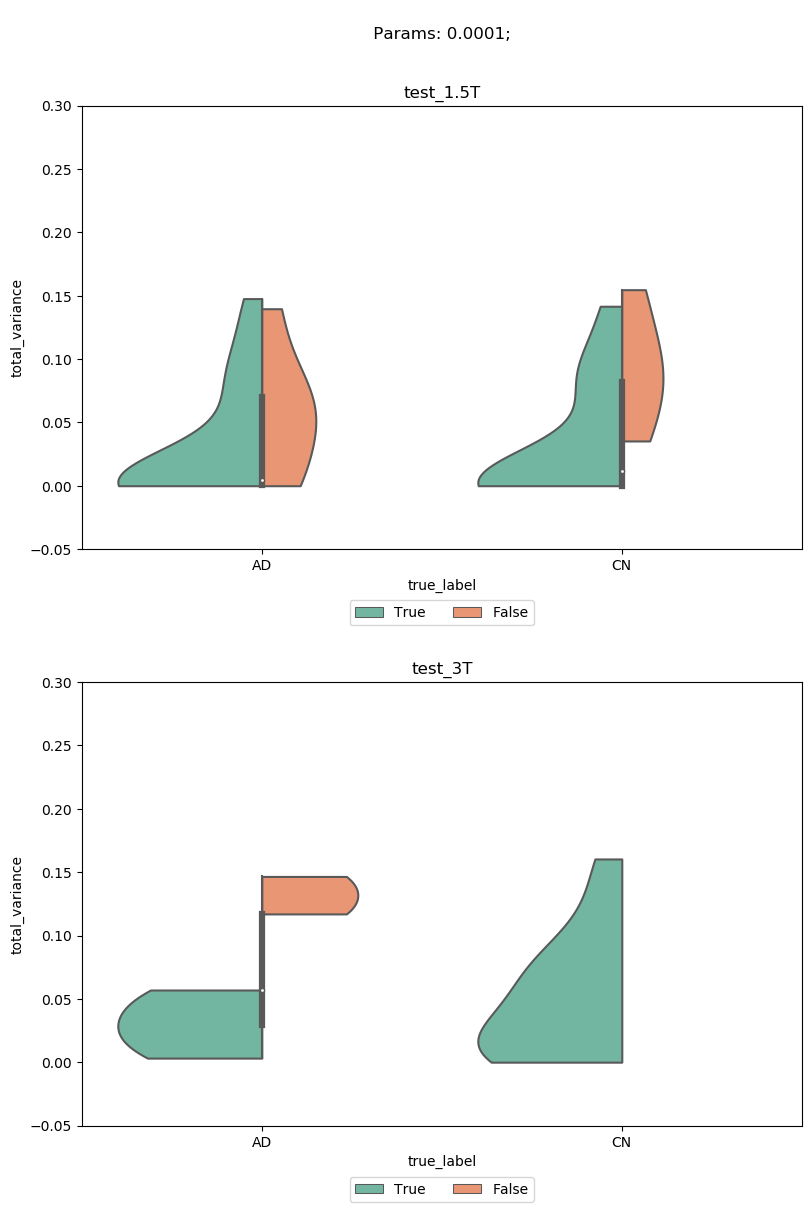 Params: 0.0001;
test_1.5T
0.30
0.25
0.20
0.15
0.10
0.05
0.00
−0.05
total_variance
AD CN
true_label
True False
test_3T
0.30
0.25
0.20
0.15
0.10
0.05
0.00
−0.05
total_variance
AD CN
true_label
True False